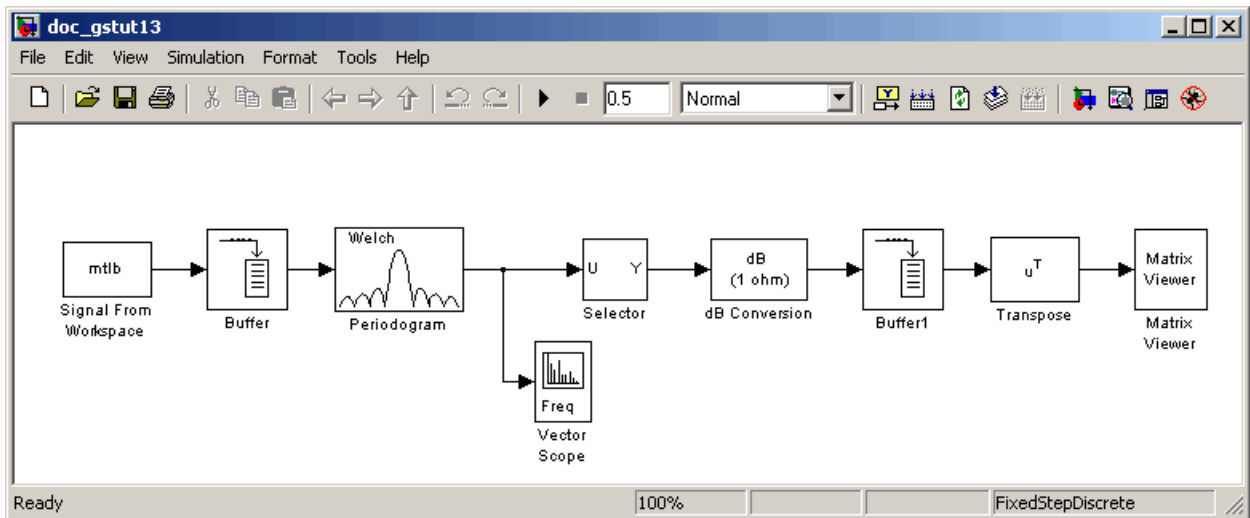 doc_gstut13
File Edit View Simulation Format Tools Help
0.5 Normal
mtlb
Signal From
Workspace
Buffer
Welch
Periodogram
U Y
Selector
dB
(1 ohm)
dB Conversion
Buffer1
u^T
Transpose
Matrix
Viewer
Matrix
Viewer
Freq
Vector
Scope
Ready 100% FixedStepDiscrete